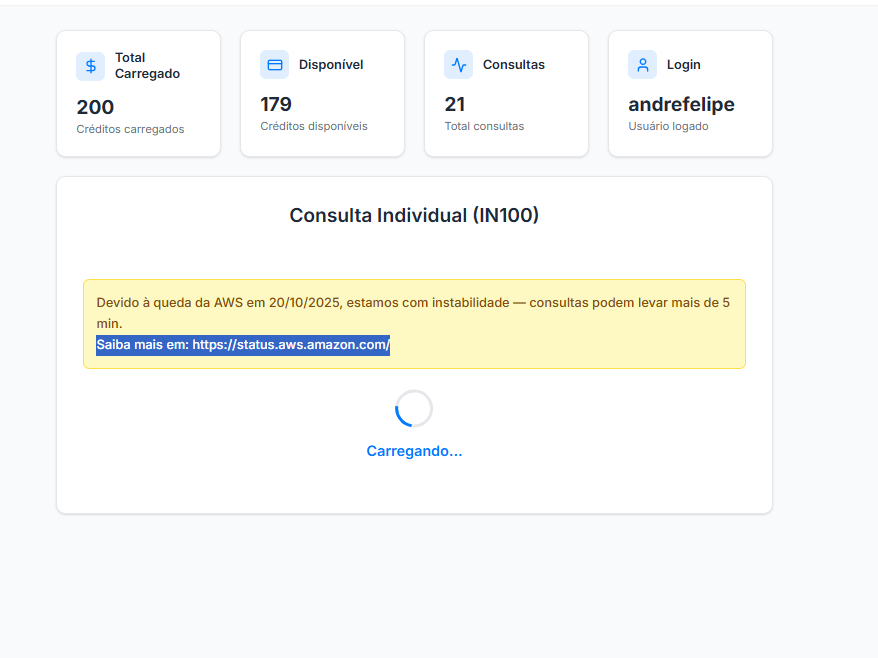 Total
Carregado
200
Créditos carregados
Disponível
179
Créditos disponíveis
Consultas
21
Total consultas
Login
andrefelipe
Usuário logado
Consulta Individual (IN100)
Devido à queda da AWS em 20/10/2025, estamos com instabilidade — consultas podem levar mais de 5
min.
Saiba mais em: https://status.aws.amazon.com/
Carregando...